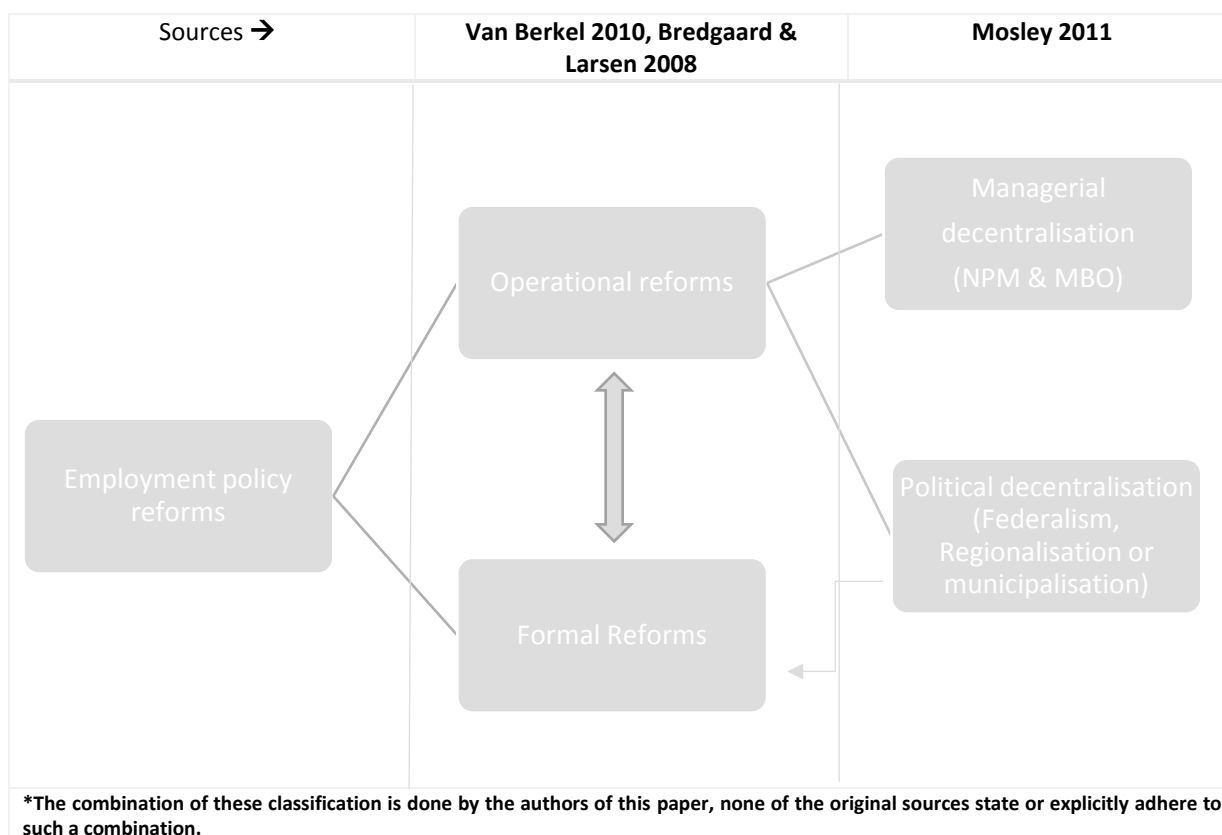 Sources →
Van Berkel 2010, Bredgaard &
Larsen 2008
Mosley 2011
Managerial
decentralisation
(NPM & MBO)
Operational reforms
Employment policy
reforms
Political decentralisation
(Federalism,
Regionalisation or
municipalisation)
Formal Reforms
*The combination of these classification is done by the authors of this paper, none of the original sources state or explicitly adhere to
such a combination.